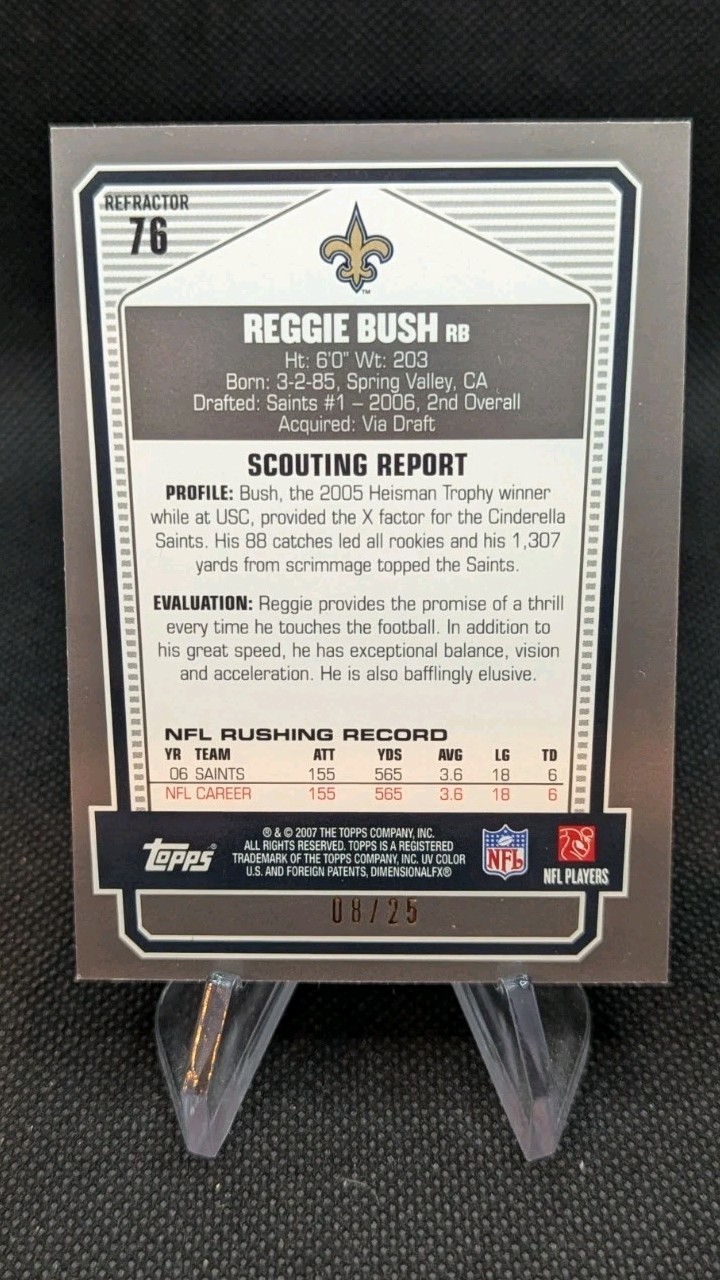 REFRACTOR
76
TM
REGGIE BUSH RB
Ht: 6'0" Wt: 203
Born: 3-2-85, Spring Valley, CA
Drafted: Saints #1 – 2006, 2nd Overall
Acquired: Via Draft
SCOUTING REPORT
PROFILE: Bush, the 2005 Heisman Trophy winner
while at USC, provided the X factor for the Cinderella
Saints. His 88 catches led all rookies and his 1,307
yards from scrimmage topped the Saints.
EVALUATION: Reggie provides the promise of a thrill
every time he touches the football. In addition to
his great speed, he has exceptional balance, vision
and acceleration. He is also bafflingly elusive.
NFL RUSHING RECORD
YR TEAM ATT YDS AVG LG TD
06 SAINTS 155 565 3.6 18 6
NFL CAREER 155 565 3.6 18 6
Topps®
® & © 2007 THE TOPPS COMPANY, INC.
ALL RIGHTS RESERVED. TOPPS IS A REGISTERED
TRADEMARK OF THE TOPPS COMPANY, INC. UV COLOR
U.S. AND FOREIGN PATENTS, DIMENSIONALFX®
NFL
NFL PLAYERS
08/25